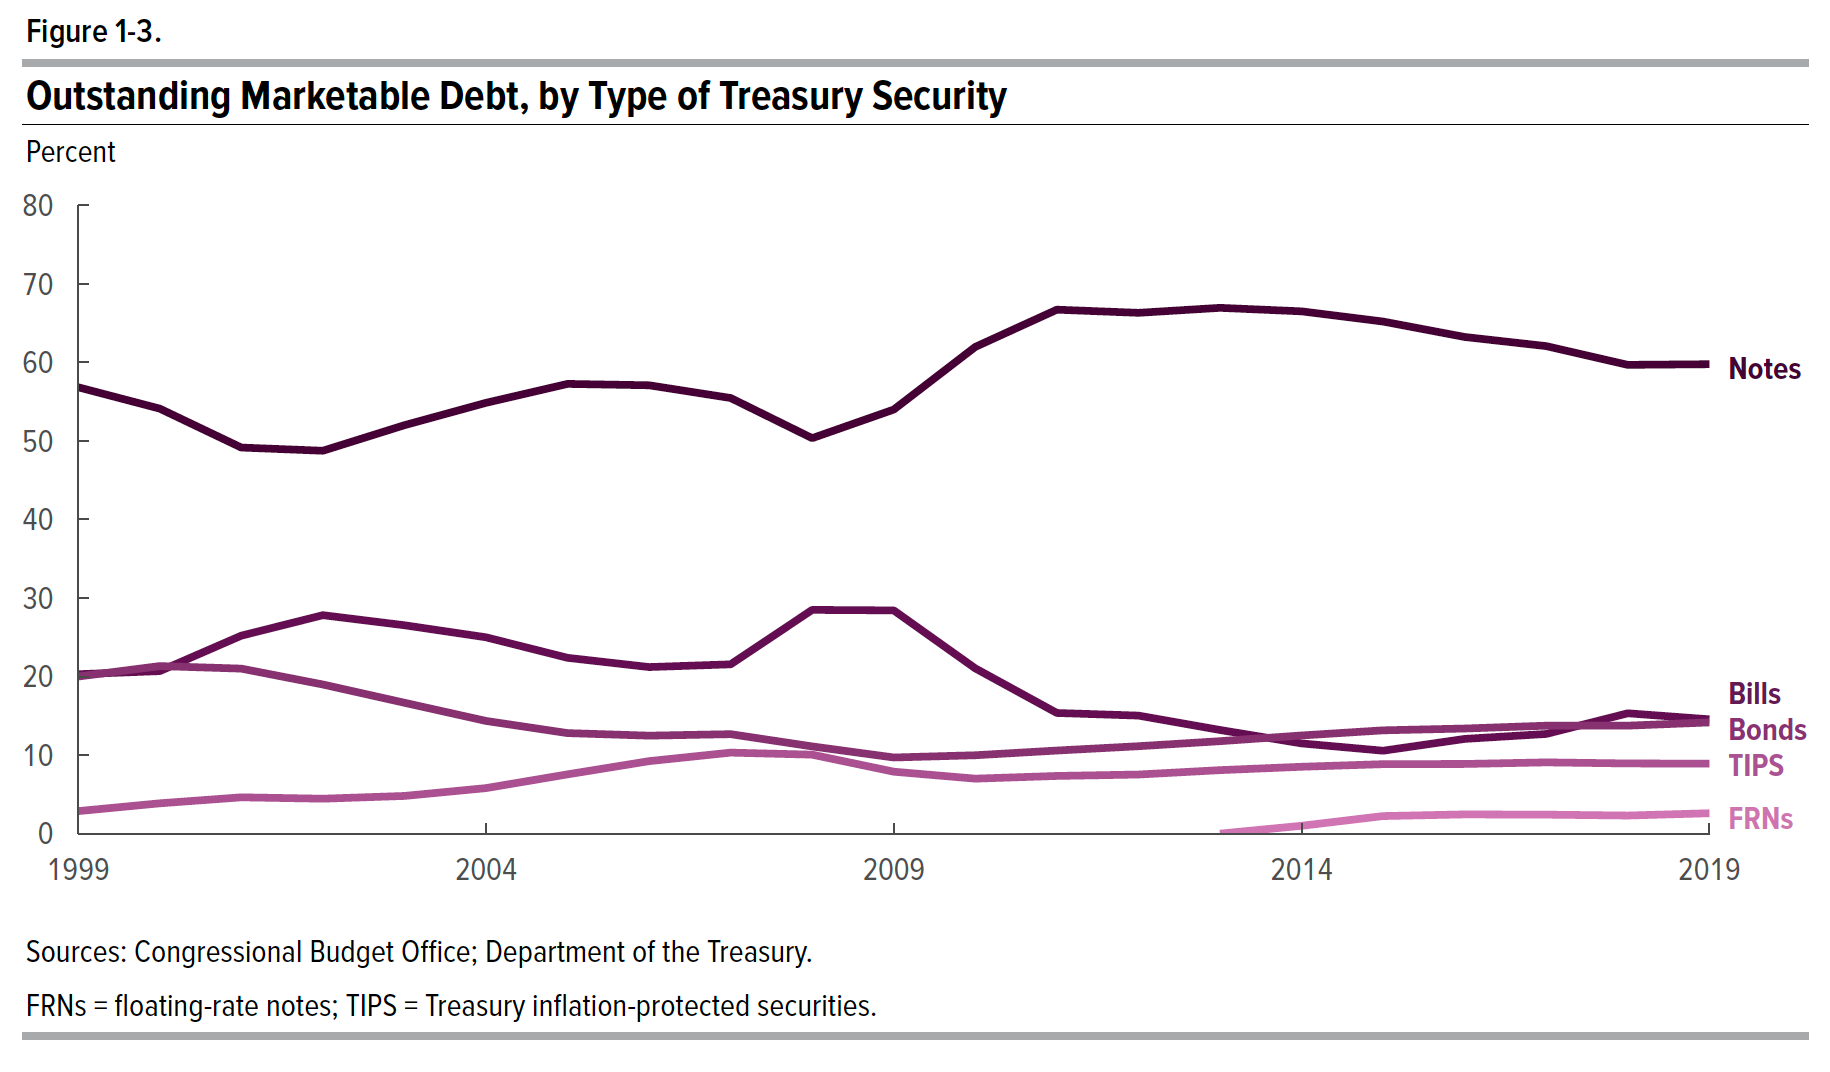 Figure 1-3.
Outstanding Marketable Debt, by Type of Treasury Security
Percent
80
70
60
50
40
30
20
10
0
Notes
Bills
Bonds
TIPS
FRNs
1999 2004 2009 2014 2019
Sources: Congressional Budget Office; Department of the Treasury.
FRNs = floating-rate notes; TIPS = Treasury inflation-protected securities.